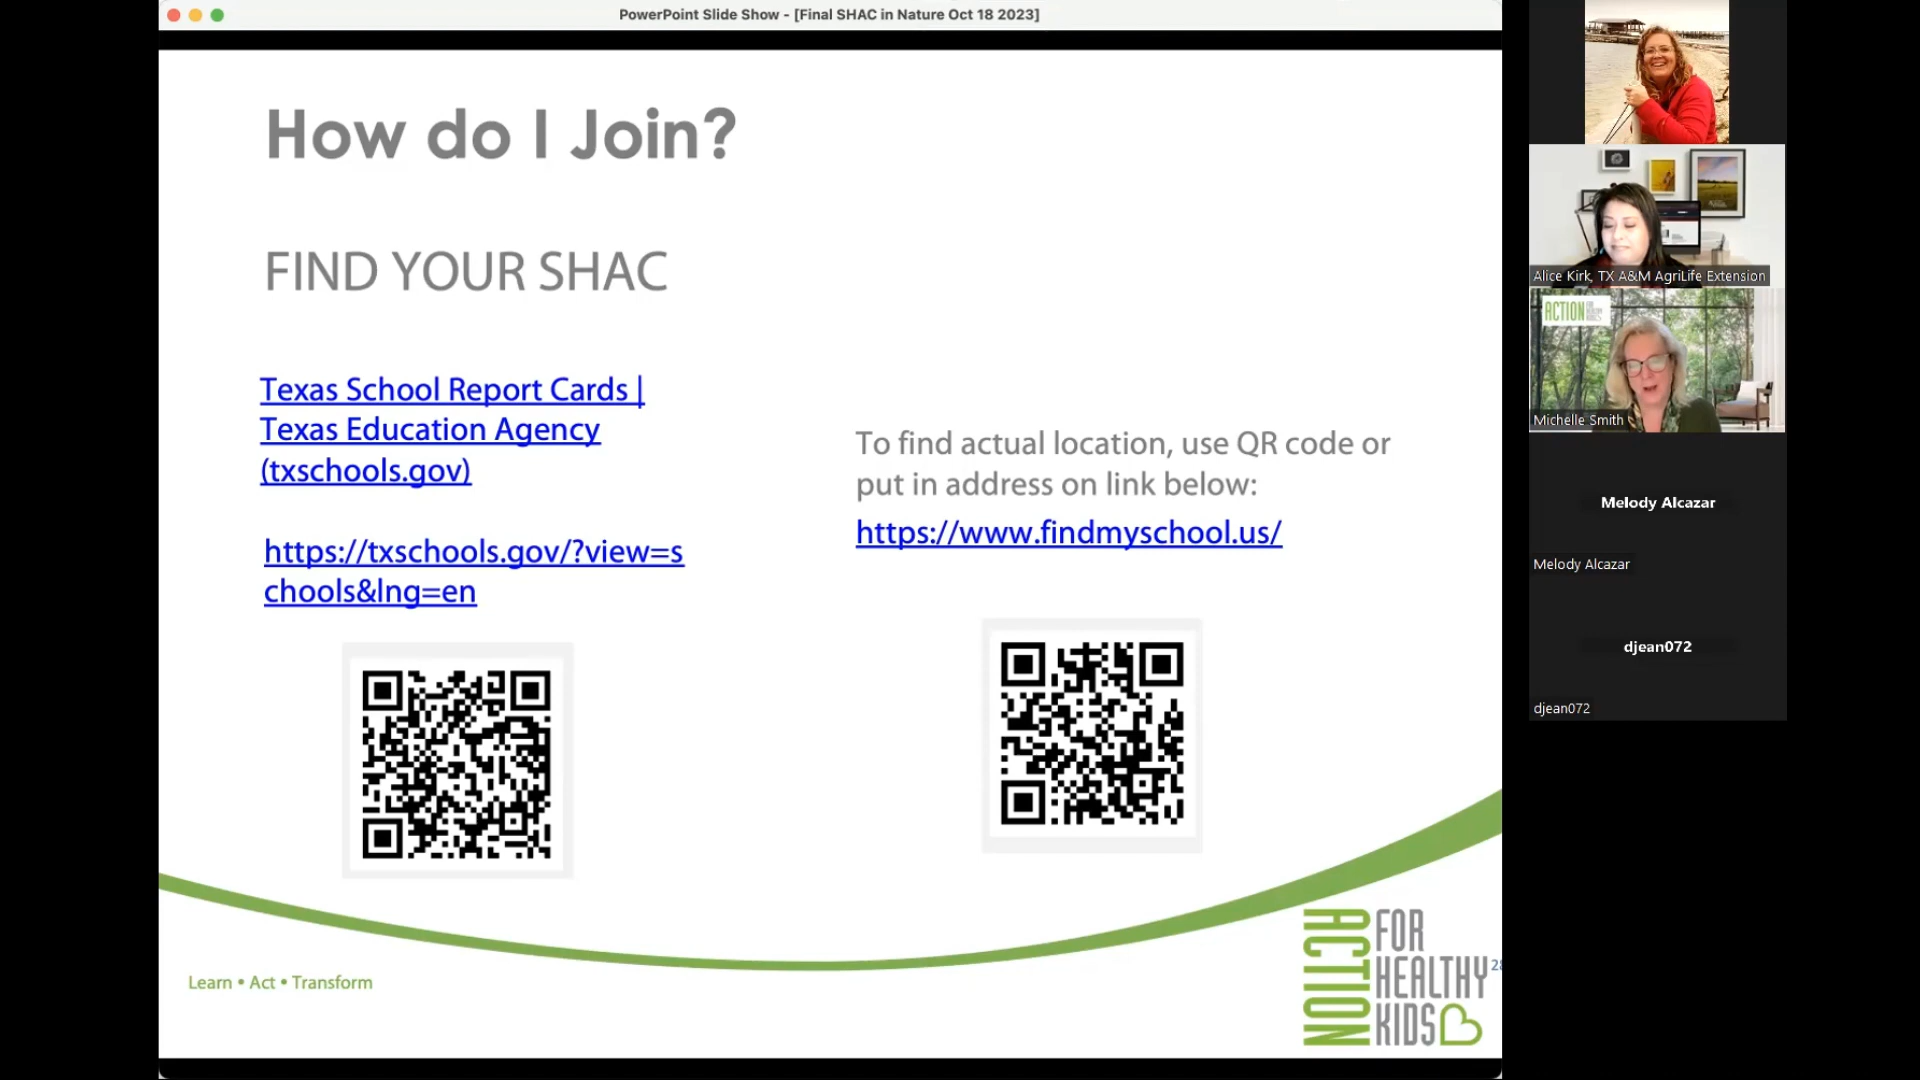 PowerPoint Slide Show - [Final SHAC in Nature Oct 18 2023]
How do I Join?
FIND YOUR SHAC
Texas School Report Cards |
Texas Education Agency
(txschools.gov)
https://txschools.gov/?view=s
chools&lng=en
To find actual location, use QR code or
put in address on link below:
https://www.findmyschool.us/
Learn • Act • Transform
ACTION
FOR
HEALTHY
KIDS
Alice Kirk, TX A&M AgriLife Extension
ACTION
Michelle Smith
Melody Alcazar
Melody Alcazar
djean072
djean072